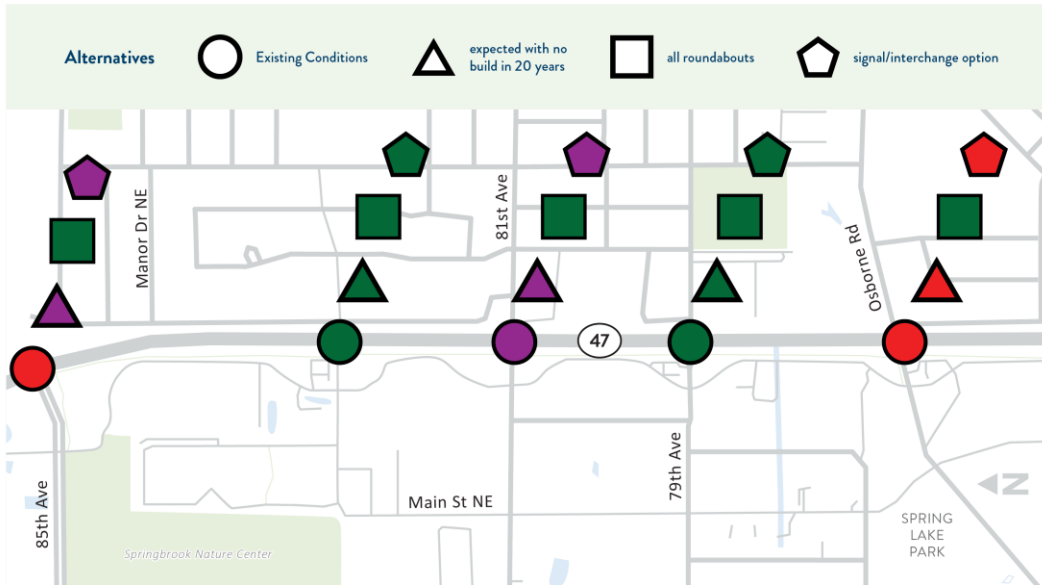 Alternatives
Existing Conditions
expected with no
build in 20 years
all roundabouts
signal/interchange option
Manor Dr NE
81st Ave
Osborne Rd
47
85th Ave
79th Ave
Main St NE
N
SPRING
LAKE
PARK
Springbrook Nature Center